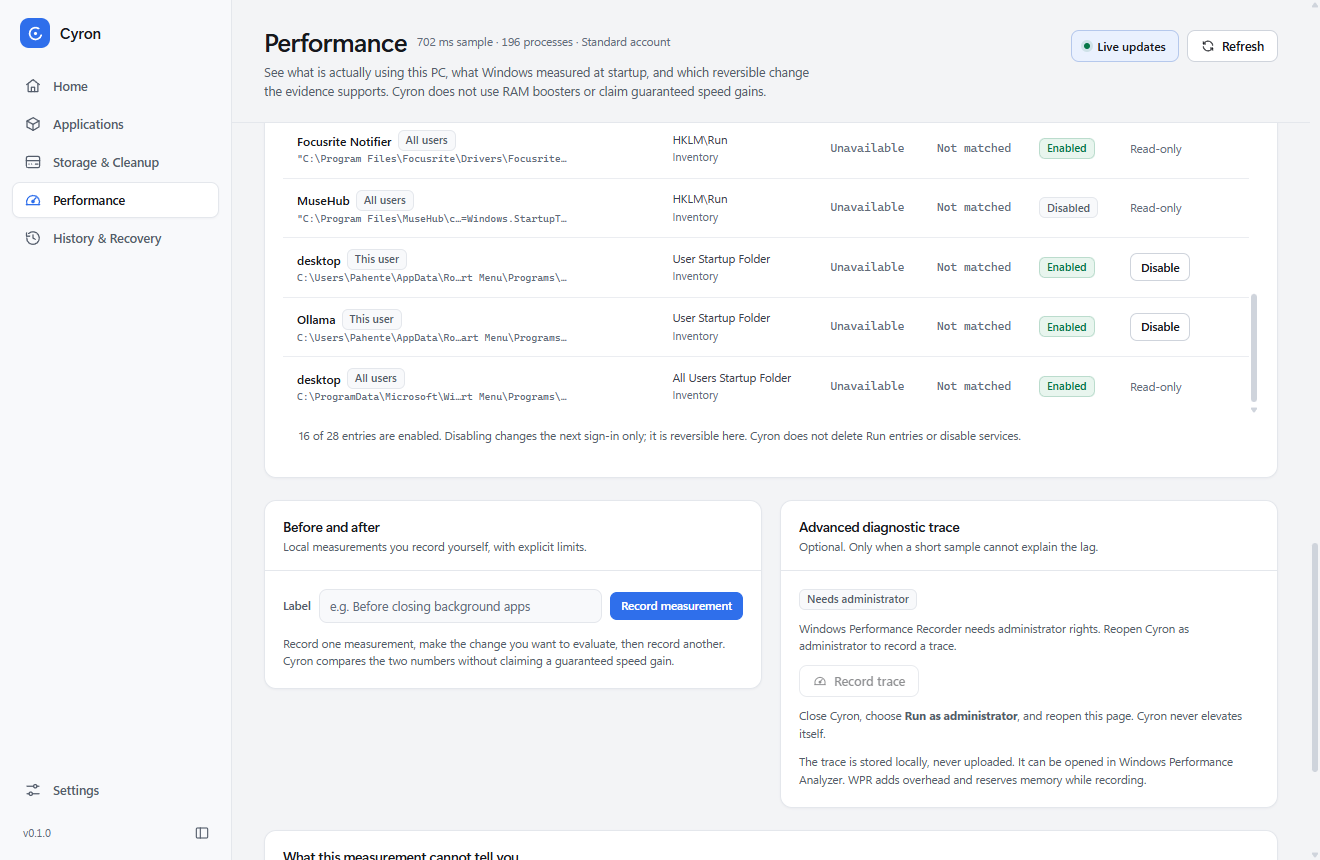 Cyron
Home
Applications
Storage & Cleanup
Performance
History & Recovery
Settings
v0.1.0
Performance 702 ms sample · 196 processes · Standard account
See what is actually using this PC, what Windows measured at startup, and which reversible change
the evidence supports. Cyron does not use RAM boosters or claim guaranteed speed gains.
Live updates
Refresh
Focusrite Notifier All users HKLM\Run Unavailable Not matched Enabled Read-only
"C:\Program Files\Focusrite\Drivers\Focusrite… Inventory
MuseHub All users HKLM\Run Unavailable Not matched Disabled Read-only
"C:\Program Files\MuseHub\c…=Windows.StartupT… Inventory
desktop This user User Startup Folder Unavailable Not matched Enabled Disable
C:\Users\Pahente\AppData\Ro…rt Menu\Programs\… Inventory
Ollama This user User Startup Folder Unavailable Not matched Enabled Disable
C:\Users\Pahente\AppData\Ro…art Menu\Programs… Inventory
desktop All users All Users Startup Folder Unavailable Not matched Enabled Read-only
C:\ProgramData\Microsoft\Wi…rt Menu\Programs\… Inventory
16 of 28 entries are enabled. Disabling changes the next sign-in only; it is reversible here. Cyron does not delete Run entries or disable services.
Before and after
Local measurements you record yourself, with explicit limits.
Label e.g. Before closing background apps Record measurement
Record one measurement, make the change you want to evaluate, then record another.
Cyron compares the two numbers without claiming a guaranteed speed gain.
Advanced diagnostic trace
Optional. Only when a short sample cannot explain the lag.
Needs administrator
Windows Performance Recorder needs administrator rights. Reopen Cyron as
administrator to record a trace.
Record trace
Close Cyron, choose Run as administrator, and reopen this page. Cyron never elevates
itself.
The trace is stored locally, never uploaded. It can be opened in Windows Performance
Analyzer. WPR adds overhead and reserves memory while recording.
What this measurement cannot tell you